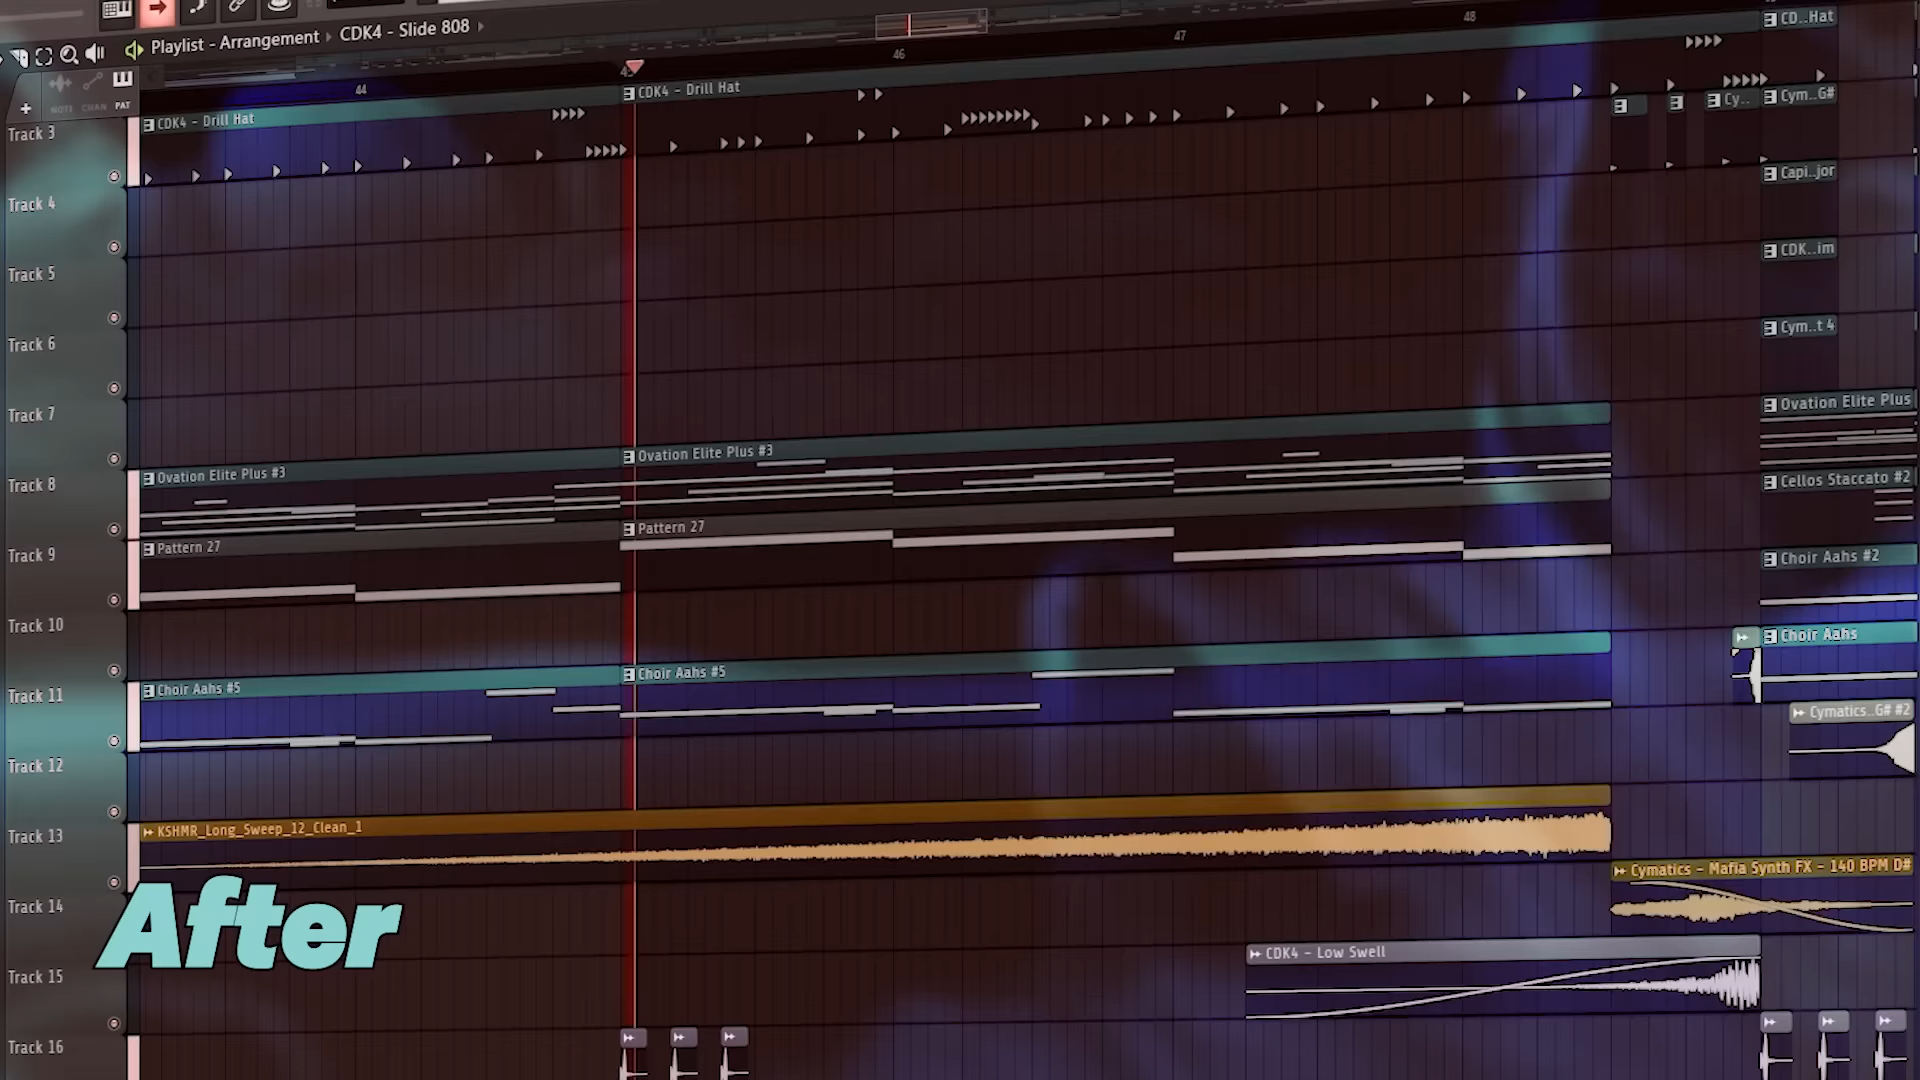 Playlist - Arrangement › CDK4 - Slide 808 ›
44
46
47
48
NOTE CHAN PAT
CDK4 - Drill Hat
CDK4 - Drill Hat
CD..Hat
Cy..
Cym..G#
Capi..jor
CDK..im
Cym..t 4
Track 3
Track 4
Track 5
Track 6
Track 7
Track 8
Track 9
Track 10
Track 11
Track 12
Track 13
Track 14
Track 15
Track 16
Ovation Elite Plus #3
Ovation Elite Plus #3
Ovation Elite Plus
Pattern 27
Pattern 27
Cellos Staccato #2
Choir Aahs #2
Choir Aahs #5
Choir Aahs #5
Choir Aahs
Cymatics..G# #2
KSHMR_Long_Sweep_12_Clean_1
Cymatics - Mafia Synth FX - 140 BPM D#
CDK4 - Low Swell
After